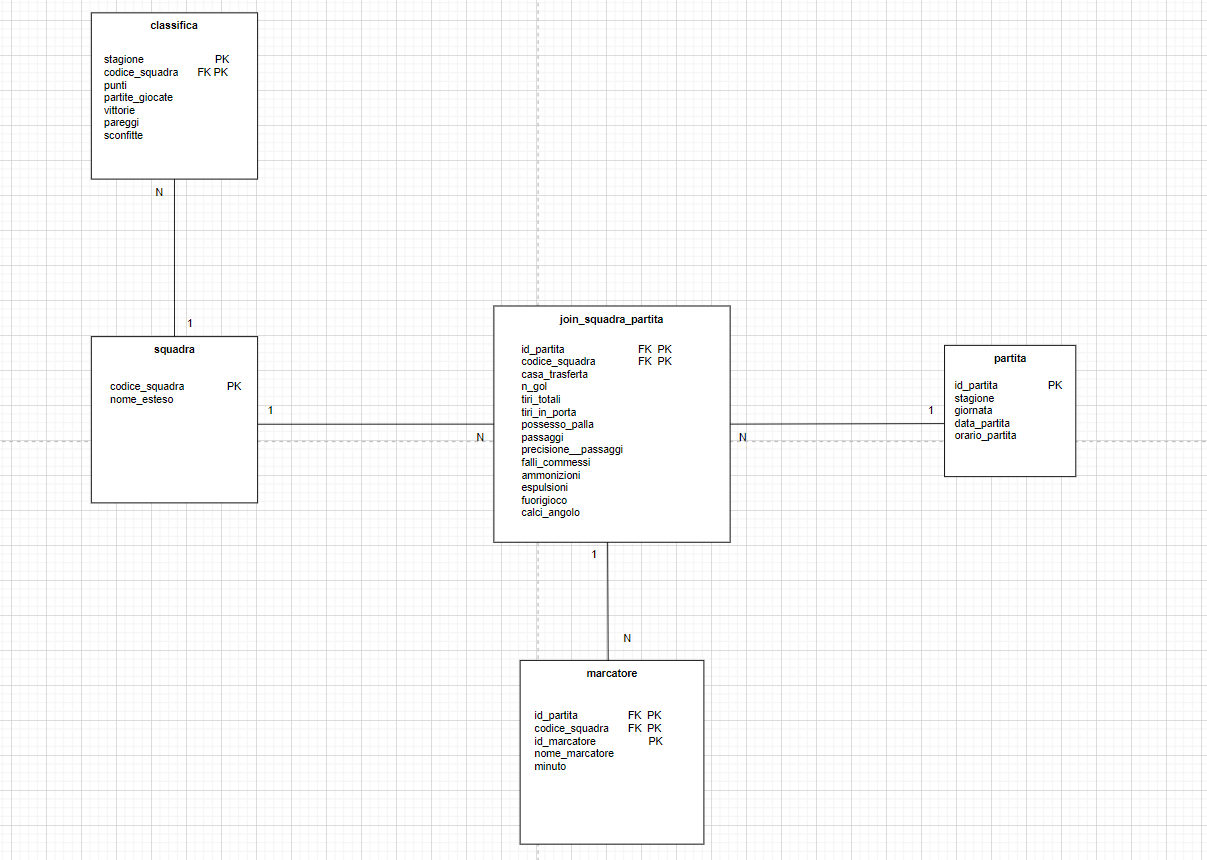 classifica
stagione PK
codice_squadra FK PK
punti
partite_giocate
vittorie
pareggi
sconfitte
N
1
squadra
codice_squadra PK
nome_esteso
1
N
join_squadra_partita
id_partita FK PK
codice_squadra FK PK
casa_trasferta
n_gol
tiri_totali
tiri_in_porta
possesso_palla
passaggi
precisione__passaggi
falli_commessi
ammonizioni
espulsioni
fuorigioco
calci_angolo
N
1
partita
id_partita PK
stagione
giornata
data_partita
orario_partita
1
N
marcatore
id_partita FK PK
codice_squadra FK PK
id_marcatore PK
nome_marcatore
minuto